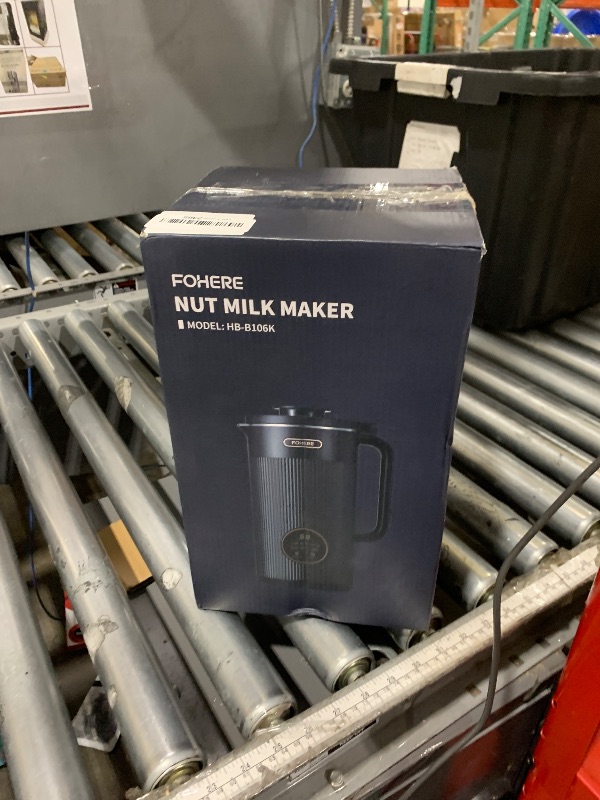 FOHERE
NUT MILK MAKER
MODEL: HB-B106K
FOHERE